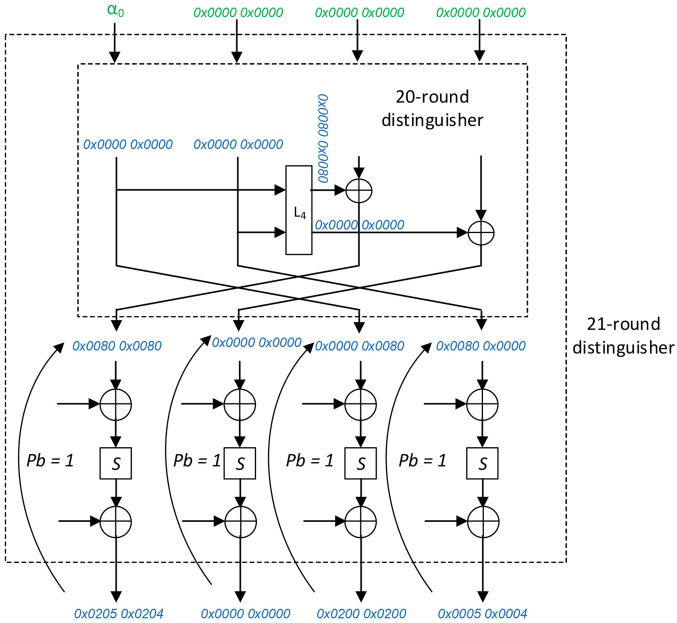 α0
0x0000 0x0000
0x0000 0x0000
0x0000 0x0000
20-round
distinguisher
0x0000 0x0000
0x0000 0x0000
0x0080 0x0080
L4
0x0000 0x0000
21-round
distinguisher
0x0080 0x0080
0x0000 0x0000
0x0000 0x0080
0x0080 0x0000
Pb = 1
S
Pb = 1
S
Pb = 1
S
Pb = 1
S
0x0205 0x0204
0x0000 0x0000
0x0200 0x0200
0x0005 0x0004